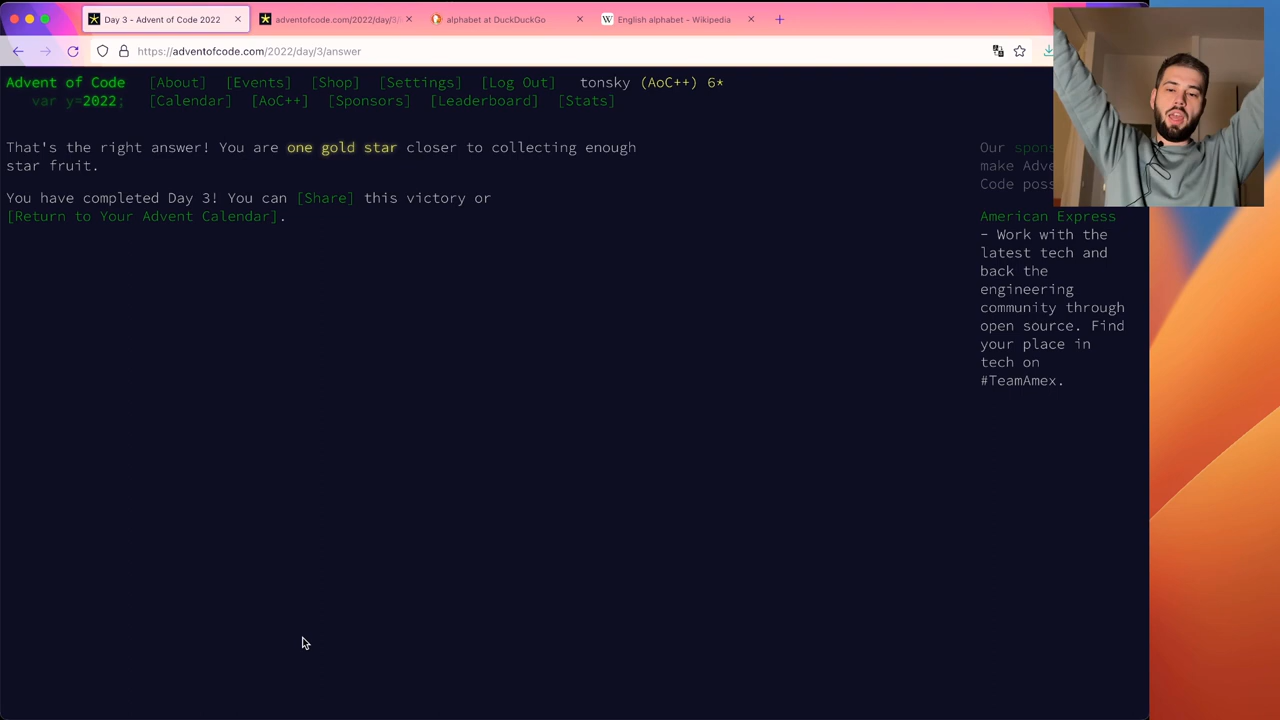 Day 3 - Advent of Code 2022
adventofcode.com/2022/day/3/
alphabet at DuckDuckGo
English alphabet - Wikipedia
https://adventofcode.com/2022/day/3/answer
Advent of Code [About] [Events] [Shop] [Settings] [Log Out] tonsky (AoC++) 6*
var y=2022; [Calendar] [AoC++] [Sponsors] [Leaderboard] [Stats]
That's the right answer! You are one gold star closer to collecting enough
star fruit.
You have completed Day 3! You can [Share] this victory or
[Return to Your Advent Calendar].
Our
make
Code
American Express
- Work with the
latest tech and
back the
engineering
community through
open source. Find
your place in
tech on
#TeamAmex.